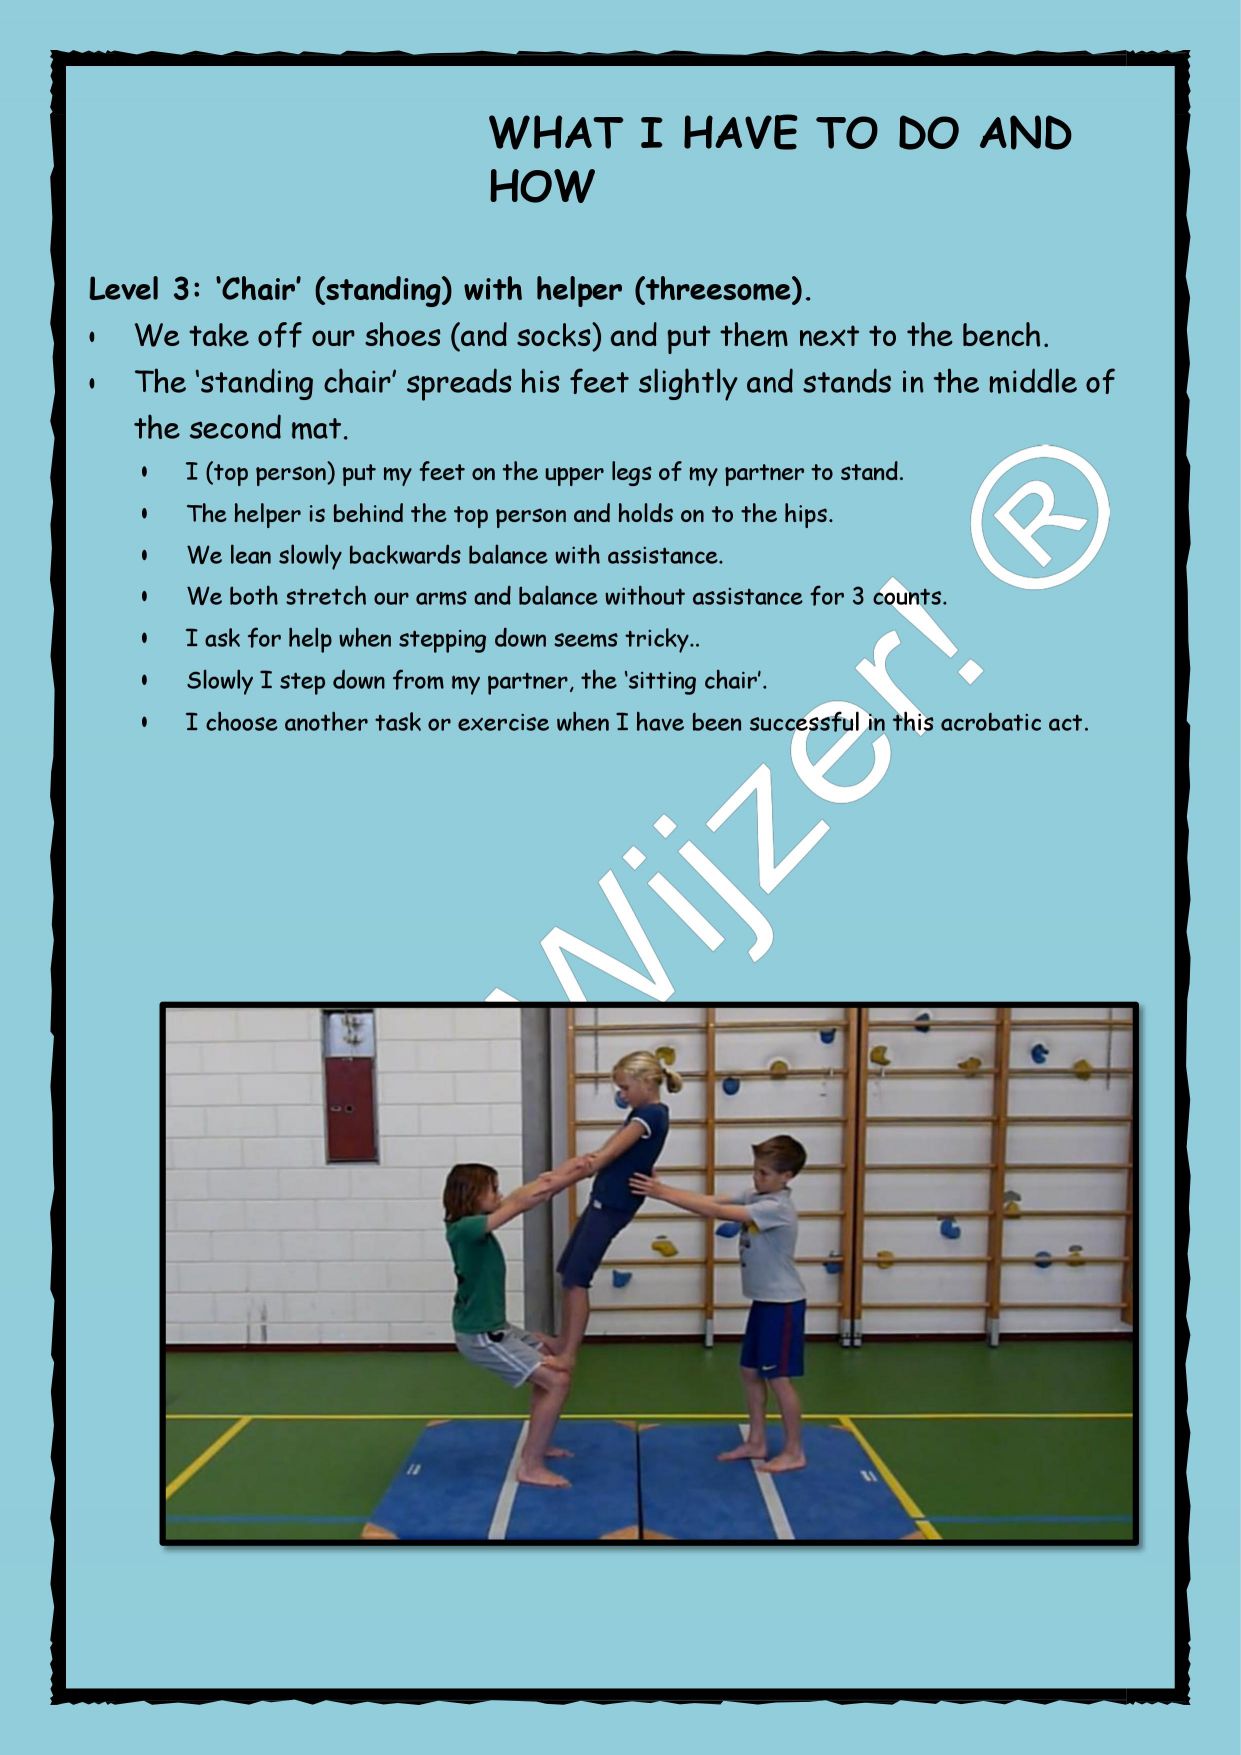 WHAT I HAVE TO DO AND
HOW
Level 3: ‘Chair’ (standing) with helper (threesome).
• We take off our shoes (and socks) and put them next to the bench.
• The ‘standing chair’ spreads his feet slightly and stands in the middle of
the second mat.
• I (top person) put my feet on the upper legs of my partner to stand.
• The helper is behind the top person and holds on to the hips.
• We lean slowly backwards balance with assistance.
• We both stretch our arms and balance without assistance for 3 counts.
• I ask for help when stepping down seems tricky..
• Slowly I step down from my partner, the ‘sitting chair’.
• I choose another task or exercise when I have been successful in this acrobatic act.
Wijzer! ®